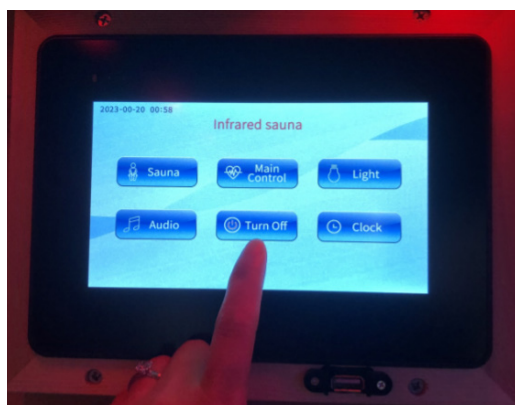 2023-00-20 00:58
Infrared sauna
Sauna
Main
Control
Light
Audio
Turn Off
Clock